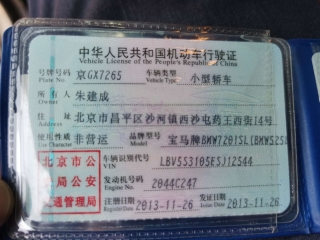 中华人民共和国机动车行驶证
Vehicle License of the People's Republic of China
号牌号码 京GX7265 车辆类型 小型轿车
Plate No. Vehicle Type
所有人 朱建成
Owner
住址 北京市昌平区沙河镇西沙屯药王西街14号
Address
使用性质 非营运 品牌型号 宝马牌BMW7201SL(BMW525L
Use Character Model
北京市公 车辆识别代号 LBV5S3105ESJ12544
VIN
安局公安 发动机号码 2044C247
Engine No.
交通管理局 注册日期 2013-11-26 发证日期 2013-11-26
Register Date Issue Date